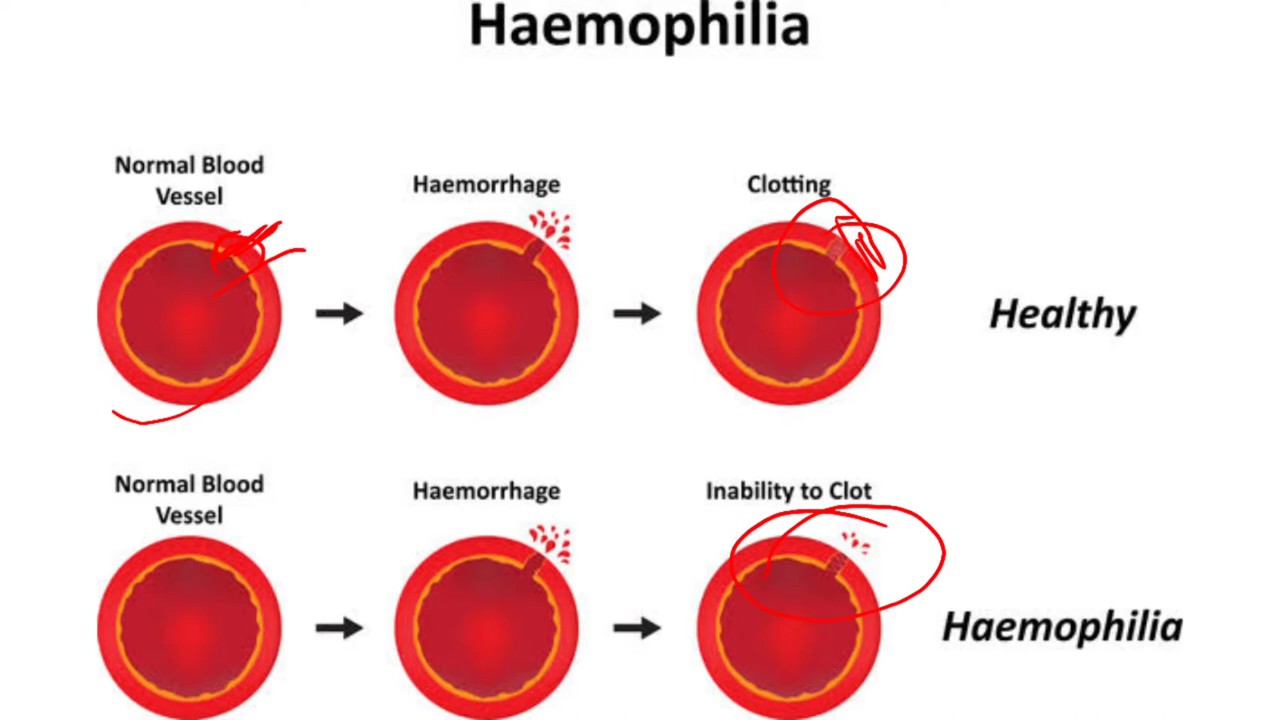 Haemophilia
Normal Blood
Vessel
Haemorrhage
Clotting
Healthy
Normal Blood
Vessel
Haemorrhage
Inability to Clot
Haemophilia